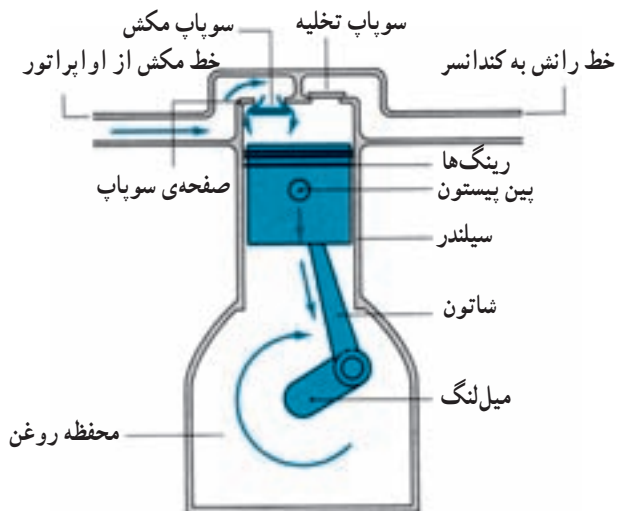 سوپاپ تخلیه
سوپاپ مکش
خط رانش به کندانسر
خط مکش از اواپراتور
رینگ‌ها
صفحه‌ی سوپاپ
پین پیستون
سیلندر
شاتون
میل‌لنگ
محفظه روغن